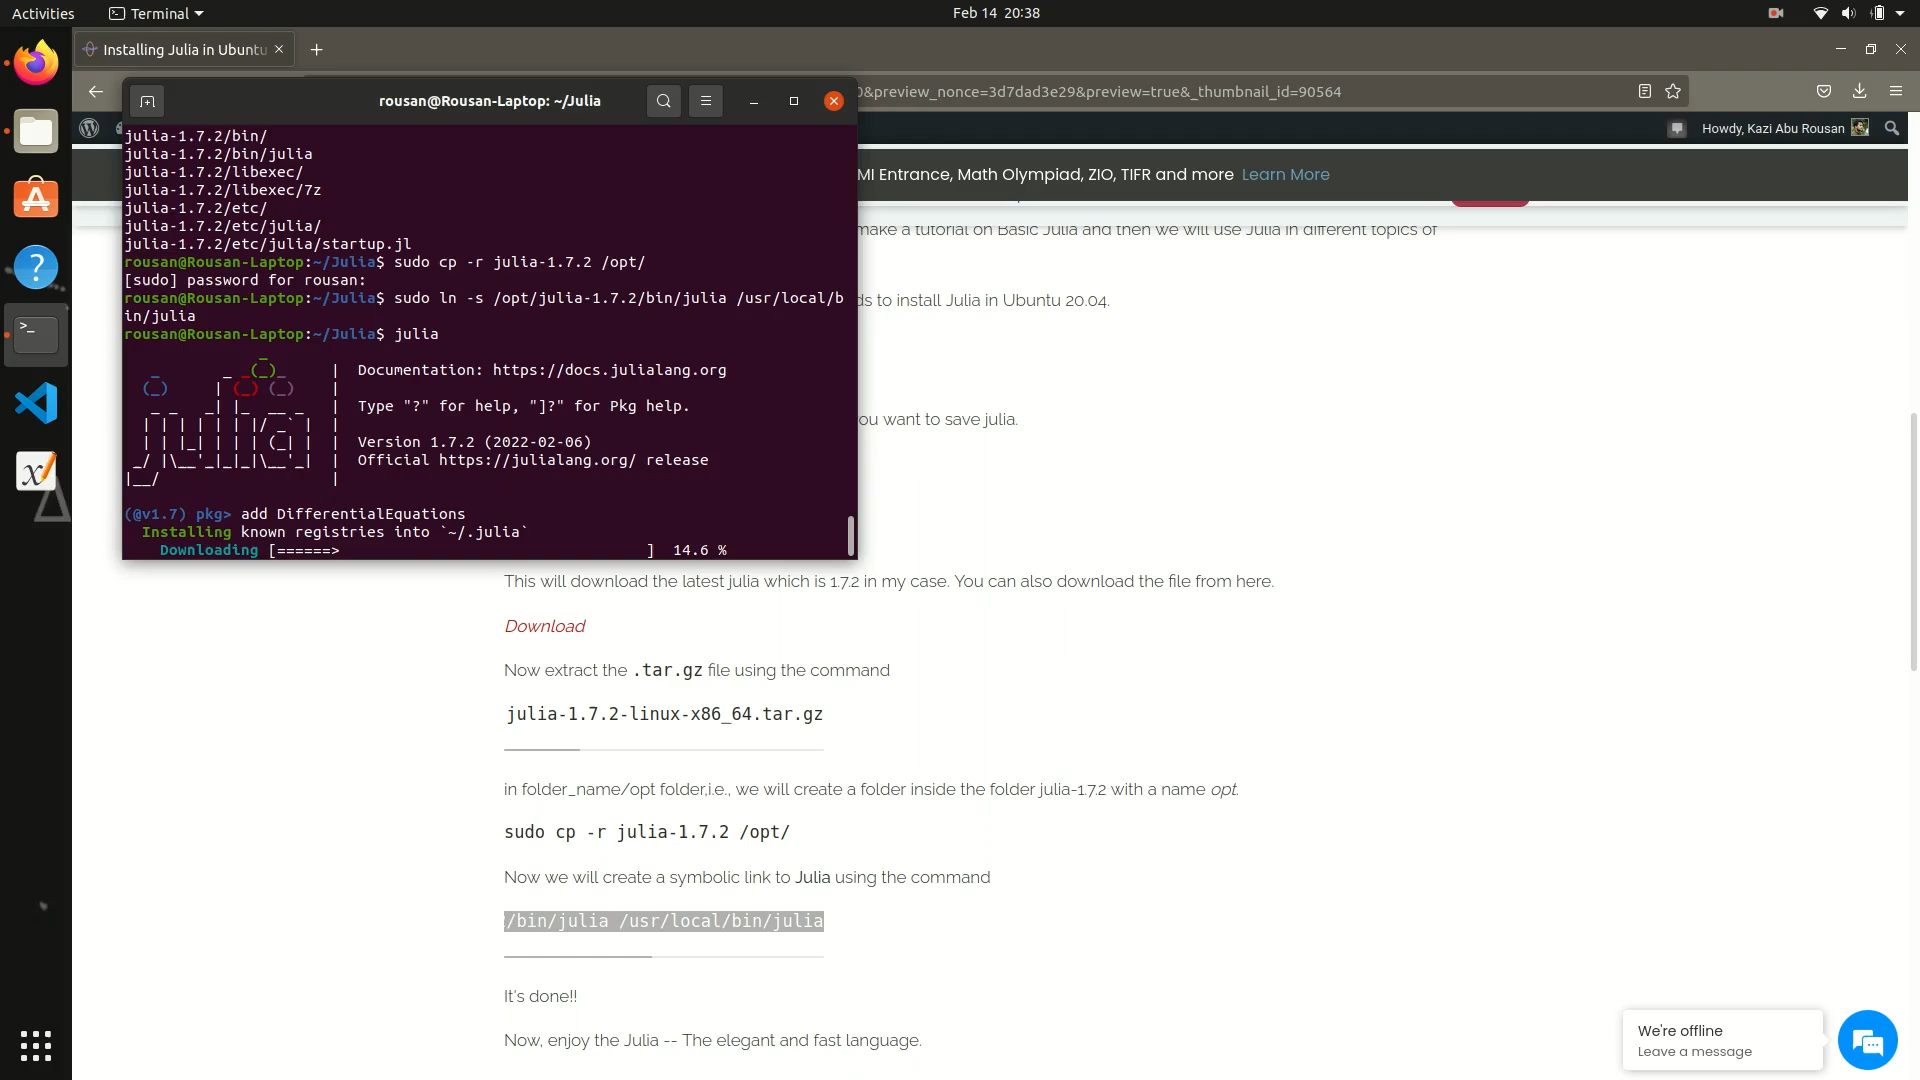 Activities
Terminal
Feb 14 20:38
Installing Julia in Ubuntu
rousan@Rousan-Laptop: ~/Julia
0&preview_nonce=3d7dad3e29&preview=true&_thumbnail_id=90564
Howdy, Kazi Abu Rousan
MI Entrance, Math Olympiad, ZIO, TIFR and more Learn More
julia-1.7.2/bin/
julia-1.7.2/bin/julia
julia-1.7.2/libexec/
julia-1.7.2/libexec/7z
julia-1.7.2/etc/
julia-1.7.2/etc/julia/
julia-1.7.2/etc/julia/startup.jl
rousan@Rousan-Laptop:~/Julia$ sudo cp -r julia-1.7.2 /opt/
[sudo] password for rousan:
rousan@Rousan-Laptop:~/Julia$ sudo ln -s /opt/julia-1.7.2/bin/julia /usr/local/b
in/julia
rousan@Rousan-Laptop:~/Julia$ julia
Documentation: https://docs.julialang.org
Type "?" for help, "]?" for Pkg help.
Version 1.7.2 (2022-02-06)
Official https://julialang.org/ release
(@v1.7) pkg> add DifferentialEquations
Installing known registries into `~/.julia`
Downloading [======> ] 14.6 %
make a tutorial on Basic Julia and then we will use Julia in different topics of
ds to install Julia in Ubuntu 20.04.
ou want to save julia.
This will download the latest julia which is 1.7.2 in my case. You can also download the file from here.
Download
Now extract the .tar.gz file using the command
julia-1.7.2-linux-x86_64.tar.gz
in folder_name/opt folder,i.e., we will create a folder inside the folder julia-1.7.2 with a name opt.
sudo cp -r julia-1.7.2 /opt/
Now we will create a symbolic link to Julia using the command
/bin/julia /usr/local/bin/julia
It's done!!
Now, enjoy the Julia -- The elegant and fast language.
We're offline
Leave a message